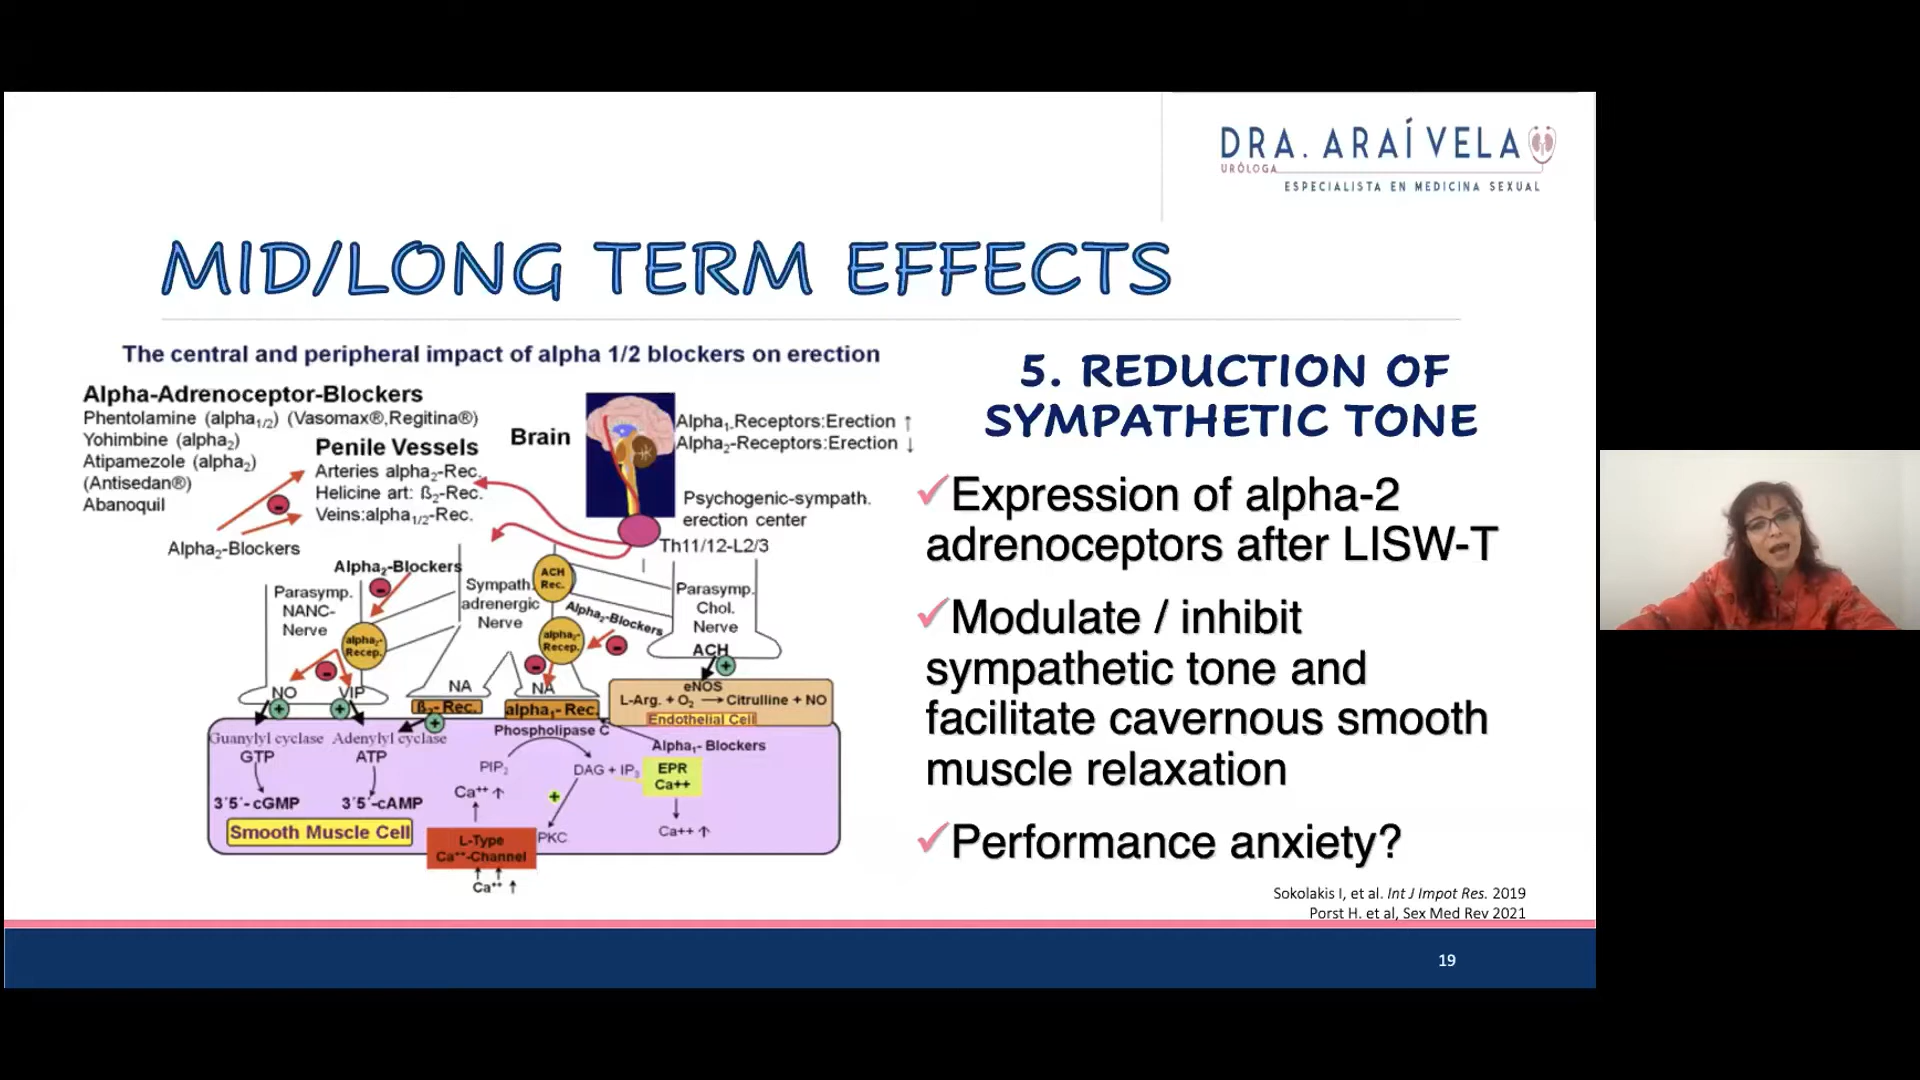 DRA. ARAÍ VELA
URÓLOGA
ESPECIALISTA EN MEDICINA SEXUAL
MID/LONG TERM EFFECTS
The central and peripheral impact of alpha 1/2 blockers on erection
Alpha-Adrenoceptor-Blockers
Phentolamine (alpha1/2) (Vasomax®,Regitina®)
Yohimbine (alpha2)
Atipamezole (alpha2)
(Antisedan®)
Abanoquil
Penile Vessels
Arteries alpha2-Rec.
Helicine art: ß2-Rec.
Veins:alpha1/2-Rec.
Brain
Alpha1-Receptors:Erection ↑
Alpha2-Receptors:Erection ↓
Psychogenic-sympath.
erection center
Th11/12-L2/3
-
Alpha2-Blockers
Alpha2-Blockers
-
Parasymp.
NANC-
Nerve
alpha2-
Recep.
-
NO
VIP
+
+
Sympath.
adrenergic
Nerve
ACH
Rec.
Alpha2-Blockers
alpha2-
Recep.
-
-
NA
NA
ß2-Rec.
+
alpha1-Rec.
Parasymp.
Chol.
Nerve
ACH
+
eNOS
L-Arg. + O2 → Citrulline + NO
Endothelial Cell
Guanylyl cyclase
Adenylyl cyclase
GTP
ATP
3´5´-cGMP
3´5´-cAMP
Smooth Muscle Cell
Phospholipase C
Alpha1-Blockers
PIP2
DAG + IP3
EPR
Ca++
Ca++ ↑
+
PKC
Ca++ ↑
L-Type
Ca++-Channel
Ca++ ↑
5. REDUCTION OF
SYMPATHETIC TONE
✓Expression of alpha-2
adrenoceptors after LISW-T
✓Modulate / inhibit
sympathetic tone and
facilitate cavernous smooth
muscle relaxation
✓Performance anxiety?
Sokolakis I, et al. Int J Impot Res. 2019
Porst H. et al, Sex Med Rev 2021
19